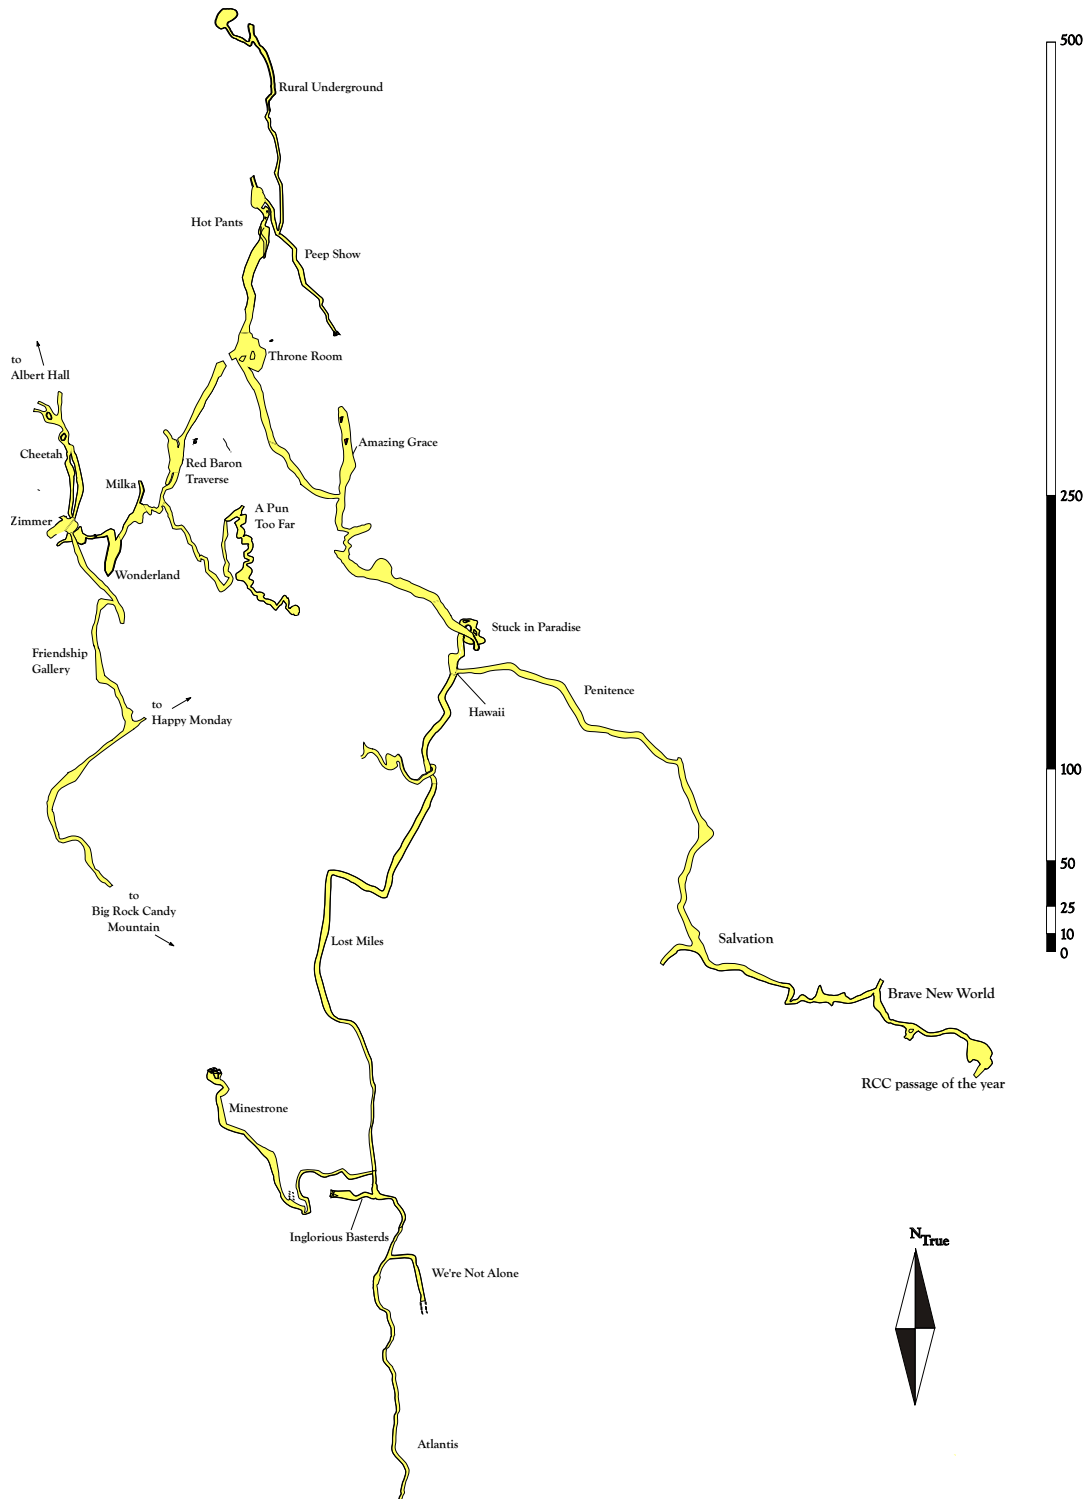 500
Rural Underground
Hot Pants
Peep Show
Throne Room
to
Albert Hall
Amazing Grace
Cheetah
Red Baron
Traverse
Milka
250
A Pun
Too Far
Zimmer
Wonderland
Stuck in Paradise
Friendship
Gallery
Penitence
to
Happy Monday
Hawaii
100
50
to
Big Rock Candy
Mountain
25
10
0
Lost Miles
Salvation
Brave New World
RCC passage of the year
Minestrone
Inglorious Basterds
N
True
We're Not Alone
Atlantis